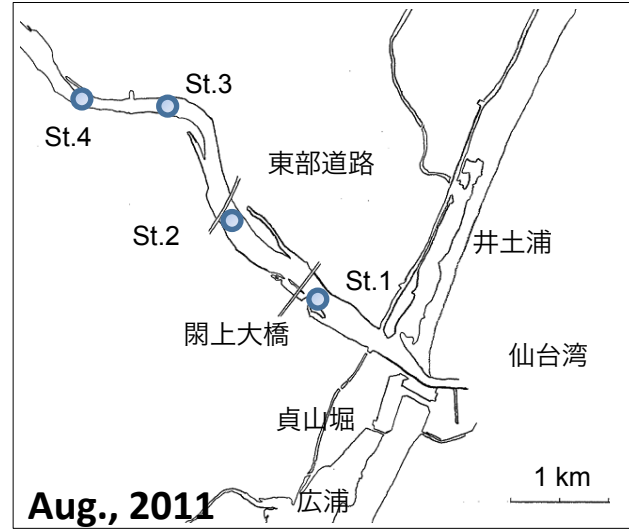 St.3
St.4
東部道路
St.2
井土浦
St.1
閖上大橋
仙台湾
貞山堀
1 km
Aug., 2011
広浦